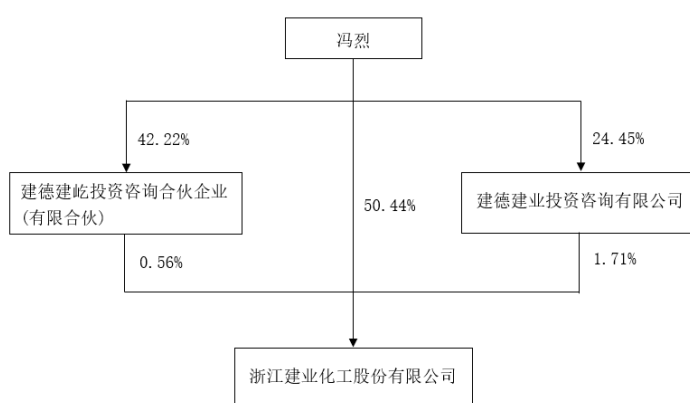 冯烈
42.22%
24.45%
建德建屹投资咨询合伙企业
(有限合伙)
50.44%
建德建业投资咨询有限公司
0.56%
1.71%
浙江建业化工股份有限公司